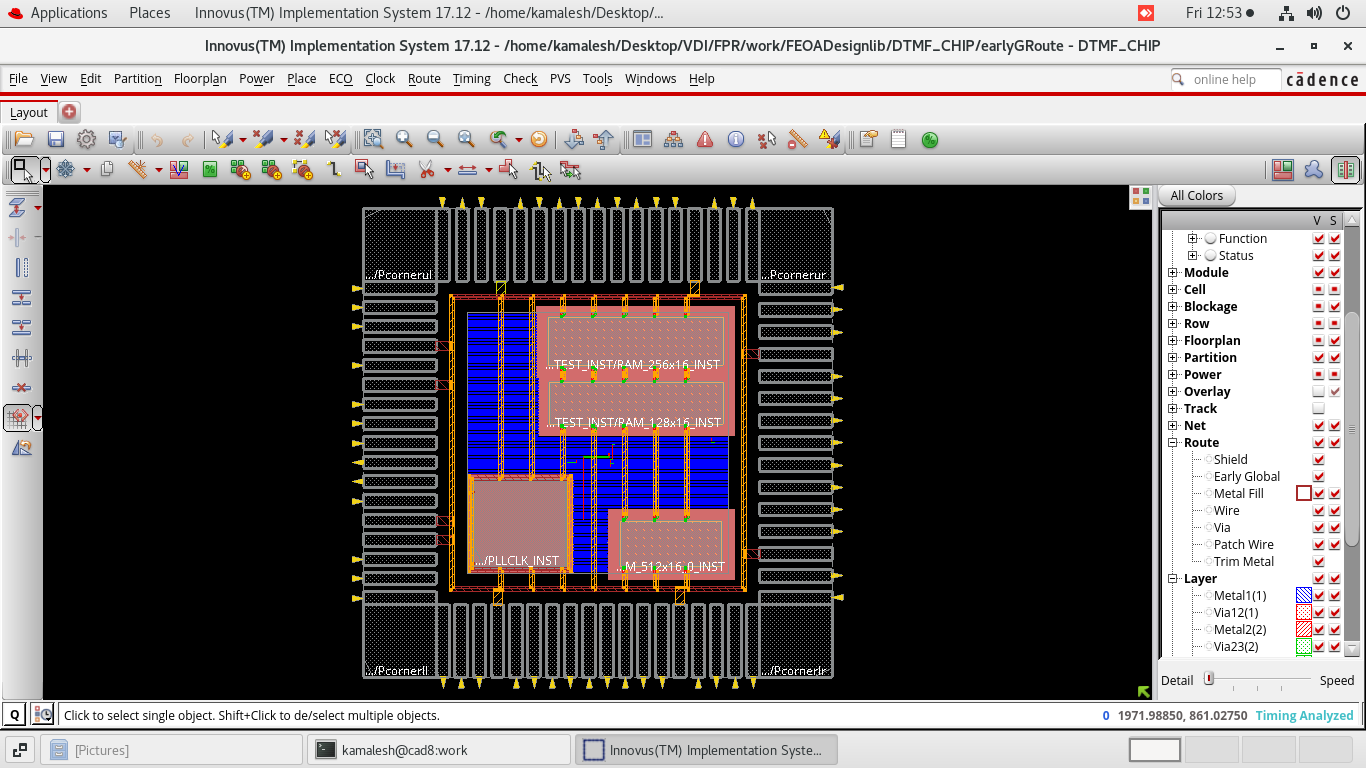 Applications Places Innovus(TM) Implementation System 17.12 - /home/kamalesh/Desktop/... Fri 12:53
Innovus(TM) Implementation System 17.12 - /home/kamalesh/Desktop/VDI/FPR/work/FEOADesignlib/DTMF_CHIP/earlyGRoute - DTMF_CHIP
File View Edit Partition Floorplan Power Place ECO Clock Route Timing Check PVS Tools Windows Help online help cādence
Layout
All Colors
V S
Function
Status
Module
Cell
Blockage
Row
Floorplan
Partition
Power
Overlay
Track
Net
Route
Shield
Early Global
Metal Fill
Wire
Via
Patch Wire
Trim Metal
Layer
Metal1(1)
Via12(1)
Metal2(2)
Via23(2)
Detail Speed
.../Pcornerul
...Pcornerur
...TEST_INST/RAM_256x16_INST
...TEST_INST/RAM_128x16_INST
.../PLLCLK_INST
...M_512x16_0_INST
.../Pcornerll
.../Pcornerlr
Q Click to select single object. Shift+Click to de/select multiple objects. 0 1971.98850, 861.02750 Timing Analyzed
[Pictures] kamalesh@cad8:work Innovus(TM) Implementation Syste...